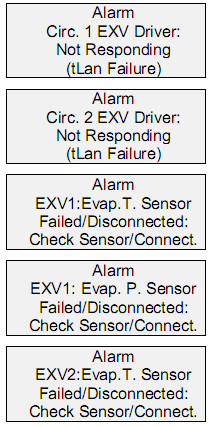 Alarm
Circ. 1 EXV Driver:
Not Responding
(tLan Failure)
Alarm
Circ. 2 EXV Driver:
Not Responding
(tLan Failure)
Alarm
EXV1:Evap.T. Sensor
Failed/Disconnected:
Check Sensor/Connect.
Alarm
EXV1: Evap. P. Sensor
Failed/Disconnected:
Check Sensor/Connect.
Alarm
EXV2:Evap.T. Sensor
Failed/Disconnected:
Check Sensor/Connect.